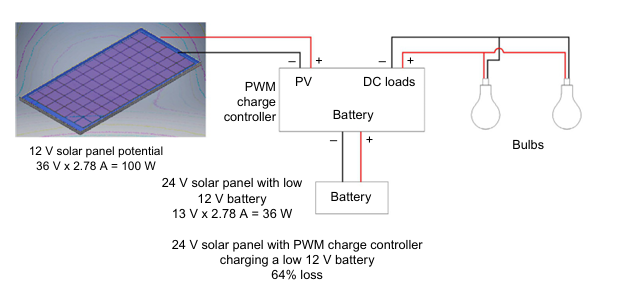 –
+
–
+
PV
DC loads
PWM
charge
controller
Battery
Bulbs
12 V solar panel potential
36 V x 2.78 A = 100 W
–
+
24 V solar panel with low
12 V battery
13 V x 2.78 A = 36 W
Battery
24 V solar panel with PWM charge controller
charging a low 12 V battery
64% loss